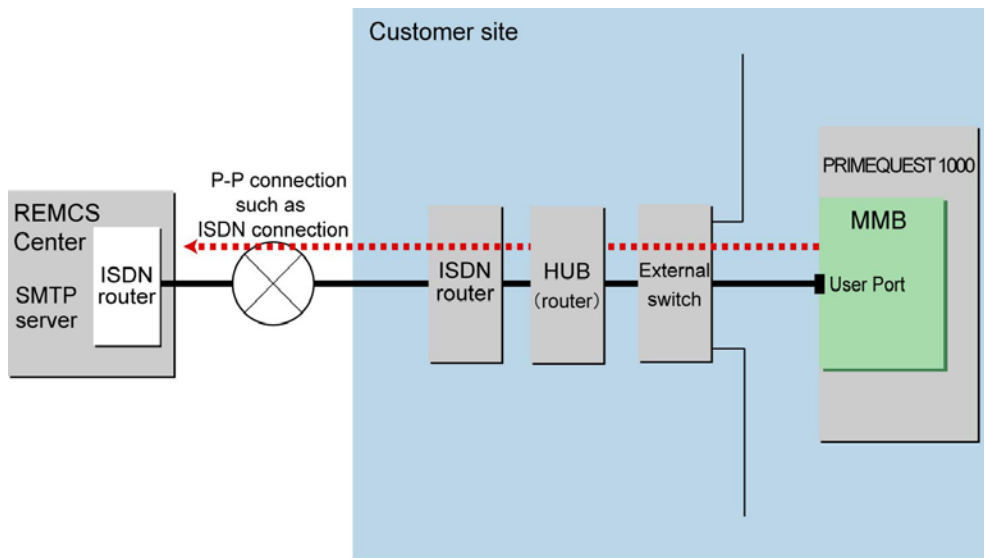 Customer site
P-P connection
such as
ISDN connection
REMCS
Center
SMTP
server
ISDN
router
ISDN
router
HUB
(router)
External
switch
PRIMEQUEST 1000
MMB
User Port